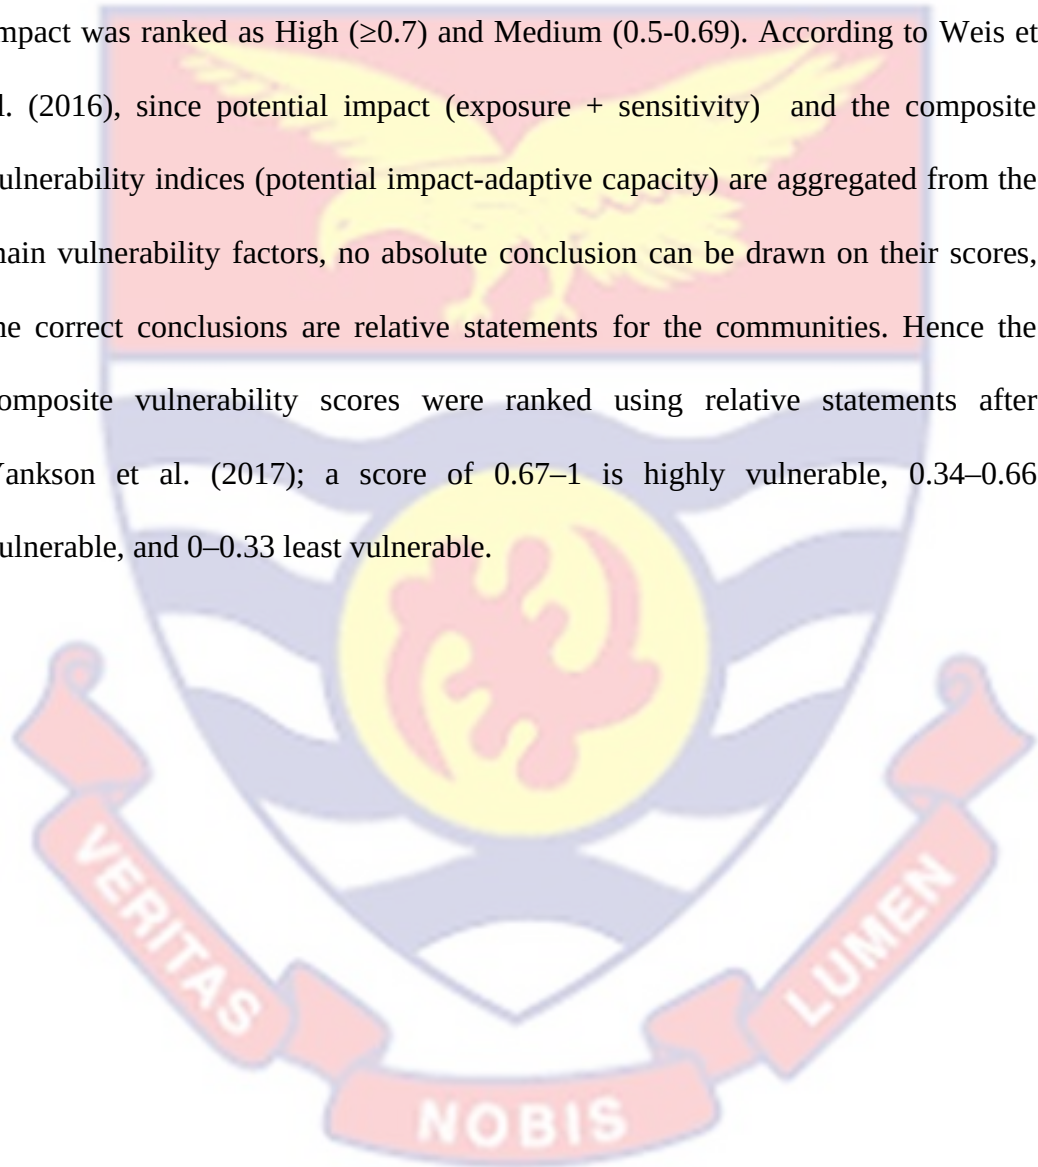 mpact was ranked as High (≥0.7) and Medium (0.5-0.69). According to Weis et
l. (2016), since potential impact (exposure + sensitivity) and the composite
ulnerability indices (potential impact-adaptive capacity) are aggregated from the
ain vulnerability factors, no absolute conclusion can be drawn on their scores,
he correct conclusions are relative statements for the communities. Hence the
omposite vulnerability scores were ranked using relative statements after
Yankson et al. (2017); a score of 0.67–1 is highly vulnerable, 0.34–0.66
ulnerable, and 0–0.33 least vulnerable.
VERITAS
NOBIS
LUMEN